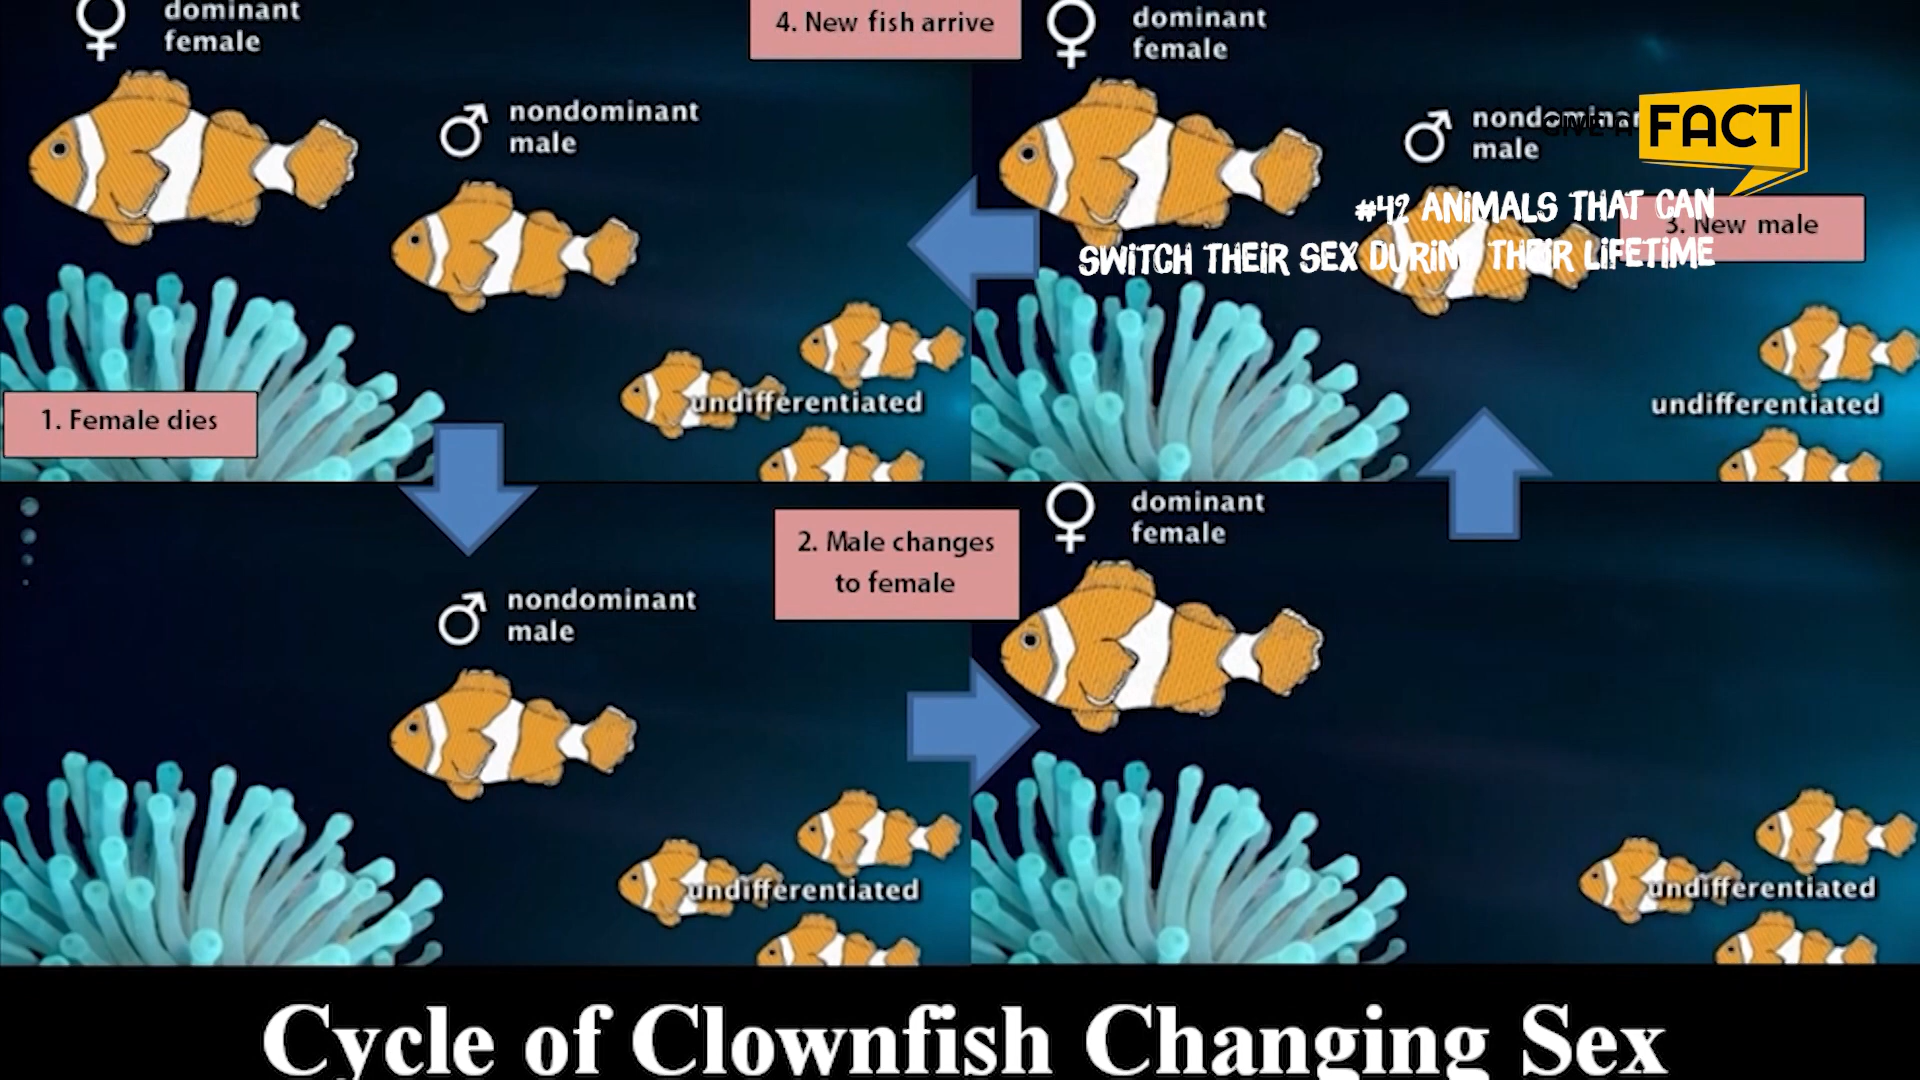 dominant
female
nondominant
male
undifferentiated
1. Female dies
4. New fish arrive
dominant
female
male
FACT
#42 ANIMALS THAT CAN
SWITCH THEIR SEX DURING THEIR LIFETIME
3. New male
undifferentiated
nondominant
male
undifferentiated
2. Male changes
to female
dominant
female
undifferentiated
Cycle of Clownfish Changing Sex